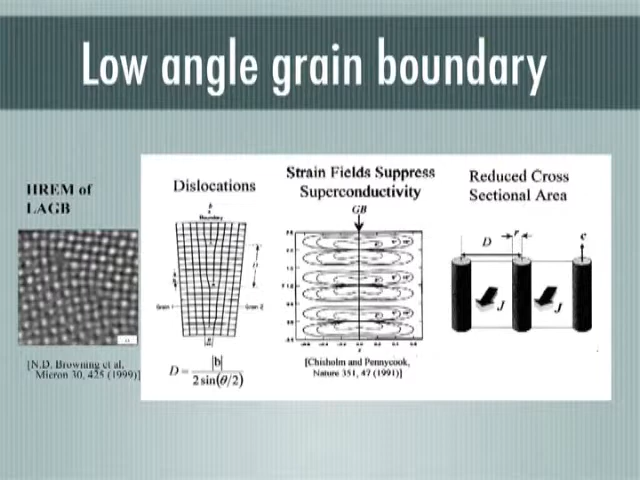 Low angle grain boundary
HREM of
LAGB
[N.D. Browning et al.
Micron 30, 425 (1999)]
Dislocations
b
Boundary
D
Grain 1
Grain 2
D = |b| / 2 sin(θ/2)
Strain Fields Suppress
Superconductivity
GB
[Chisholm and Pennycook,
Nature 351, 47 (1991)]
Reduced Cross
Sectional Area
D
r
c
J
J